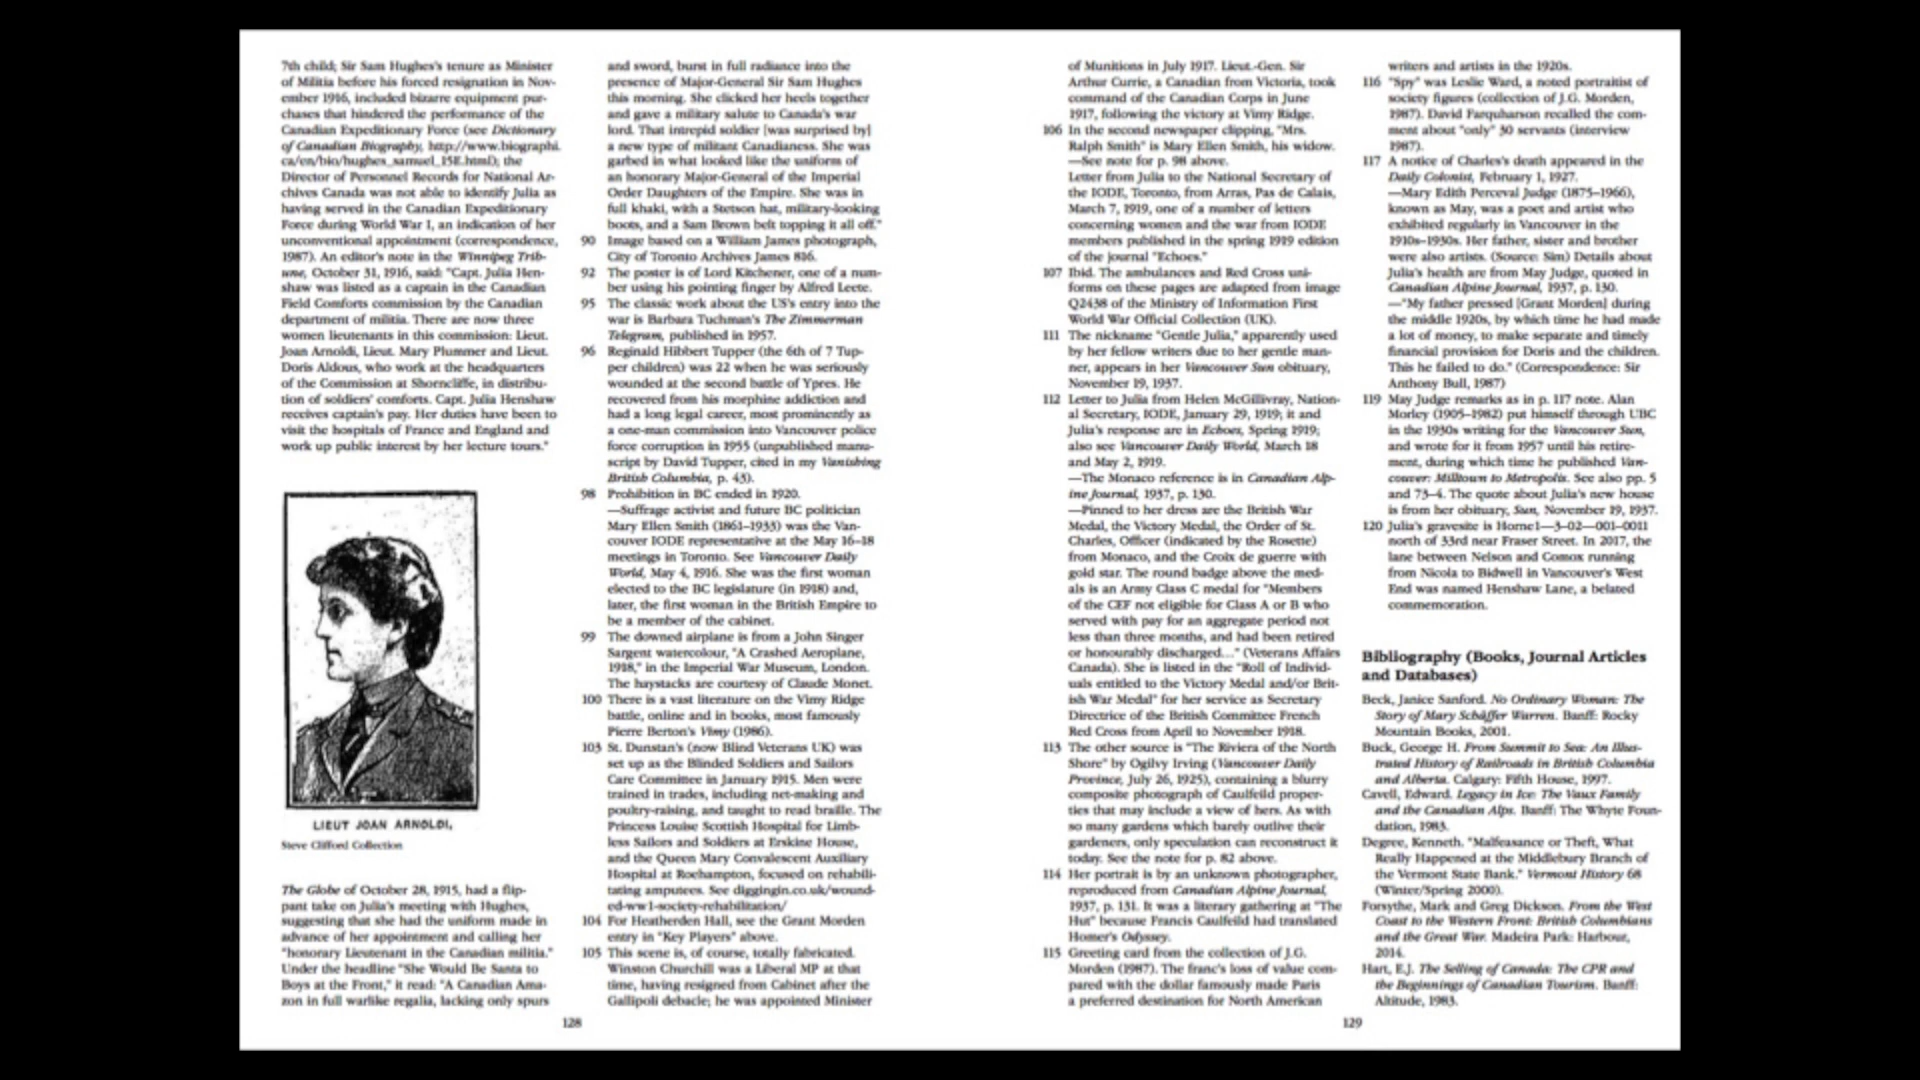 7th child; Sir Sam Hughes's tenure as Minister
of Militia before his forced resignation in Nov-
ember 1916, included bizarre equipment pur-
chases that hindered the performance of the
Canadian Expeditionary Force (see Dictionary
of Canadian Biography, http://www.biographi.
ca/en/bio/hughes_samuel_15E.html); the
Director of Personnel Records for National Ar-
chives Canada was not able to identify Julia as
having served in the Canadian Expeditionary
Force during World War I, an indication of her
unconventional appointment (correspondence,
1987). An editor's note in the Winnipeg Trib-
une, October 31, 1916, said: "Capt. Julia Hen-
shaw was listed as a captain in the Canadian
Field Comforts commission by the Canadian
department of militia. There are now three
women lieutenants in this commission: Lieut.
Joan Arnoldi, Lieut. Mary Plummer and Lieut.
Doris Aldous, who work at the headquarters
of the Commission at Shorncliffe, in distribu-
tion of soldiers' comforts. Capt. Julia Henshaw
receives captain's pay. Her duties have been to
visit the hospitals of France and England and
work up public interest by her lecture tours."
LIEUT JOAN ARNOLDI,
Steve Clifford Collection
The Globe of October 28, 1915, had a flip-
pant take on Julia's meeting with Hughes,
suggesting that she had the uniform made in
advance of her appointment and calling her
"honorary Lieutenant in the Canadian militia."
Under the headline "She Would Be Santa to
Boys at the Front," it read: "A Canadian Ama-
zon in full warlike regalia, lacking only spurs
and sword, burst in full radiance into the
presence of Major-General Sir Sam Hughes
this morning. She clicked her heels together
and gave a military salute to Canada's war
lord. That intrepid soldier [was surprised by]
a new type of militant Canadianess. She was
garbed in what looked like the uniform of
an honorary Major-General of the Imperial
Order Daughters of the Empire. She was in
full khaki, with a Stetson hat, military-looking
boots, and a Sam Brown belt topping it all off."
90 Image based on a William James photograph,
City of Toronto Archives James 816.
92 The poster is of Lord Kitchener, one of a num-
ber using his pointing finger by Alfred Leete.
95 The classic work about the US's entry into the
war is Barbara Tuchman's The Zimmerman
Telegram, published in 1957.
96 Reginald Hibbert Tupper (the 6th of 7 Tup-
per children) was 22 when he was seriously
wounded at the second battle of Ypres. He
recovered from his morphine addiction and
had a long legal career, most prominently as
a one-man commission into Vancouver police
force corruption in 1955 (unpublished manu-
script by David Tupper, cited in my Vanishing
British Columbia, p. 43).
98 Prohibition in BC ended in 1920.
—Suffrage activist and future BC politician
Mary Ellen Smith (1861–1933) was the Van-
couver IODE representative at the May 16–18
meetings in Toronto. See Vancouver Daily
World, May 4, 1916. She was the first woman
elected to the BC legislature (in 1918) and,
later, the first woman in the British Empire to
be a member of the cabinet.
99 The downed airplane is from a John Singer
Sargent watercolour, "A Crashed Aeroplane,
1918," in the Imperial War Museum, London.
The haystacks are courtesy of Claude Monet.
100 There is a vast literature on the Vimy Ridge
battle, online and in books, most famously
Pierre Berton's Vimy (1986).
103 St. Dunstan's (now Blind Veterans UK) was
set up as the Blinded Soldiers and Sailors
Care Committee in January 1915. Men were
trained in trades, including net-making and
poultry-raising, and taught to read braille. The
Princess Louise Scottish Hospital for Limb-
less Sailors and Soldiers at Erskine House,
and the Queen Mary Convalescent Auxiliary
Hospital at Roehampton, focused on rehabili-
tating amputees. See diggingin.co.uk/wound-
ed-ww1-society-rehabilitation/
104 For Heatherden Hall, see the Grant Morden
entry in "Key Players" above.
105 This scene is, of course, totally fabricated.
Winston Churchill was a Liberal MP at that
time, having resigned from Cabinet after the
Gallipoli debacle; he was appointed Minister
128
of Munitions in July 1917. Lieut.-Gen. Sir
Arthur Currie, a Canadian from Victoria, took
command of the Canadian Corps in June
1917, following the victory at Vimy Ridge.
106 In the second newspaper clipping, "Mrs.
Ralph Smith" is Mary Ellen Smith, his widow.
—See note for p. 98 above.
Letter from Julia to the National Secretary of
the IODE, Toronto, from Arras, Pas de Calais,
March 7, 1919, one of a number of letters
concerning women and the war from IODE
members published in the spring 1919 edition
of the journal "Echoes."
107 Ibid. The ambulances and Red Cross uni-
forms on these pages are adapted from image
Q2438 of the Ministry of Information First
World War Official Collection (UK).
111 The nickname "Gentle Julia," apparently used
by her fellow writers due to her gentle man-
ner, appears in her Vancouver Sun obituary,
November 19, 1937.
112 Letter to Julia from Helen McGillivray, Nation-
al Secretary, IODE, January 29, 1919; it and
Julia's response are in Echoes, Spring 1919;
also see Vancouver Daily World, March 18
and May 2, 1919.
—The Monaco reference is in Canadian Alp-
ine Journal, 1937, p. 130.
—Pinned to her dress are the British War
Medal, the Victory Medal, the Order of St.
Charles, Officer (indicated by the Rosette)
from Monaco, and the Croix de guerre with
gold star. The round badge above the med-
als is an Army Class C medal for "Members
of the CEF not eligible for Class A or B who
served with pay for an aggregate period not
less than three months, and had been retired
or honourably discharged..." (Veterans Affairs
Canada). She is listed in the "Roll of Individ-
uals entitled to the Victory Medal and/or Brit-
ish War Medal" for her service as Secretary
Directrice of the British Committee French
Red Cross from April to November 1918.
113 The other source is "The Riviera of the North
Shore" by Ogilvy Irving (Vancouver Daily
Province, July 26, 1925), containing a blurry
composite photograph of Caulfeild proper-
ties that may include a view of hers. As with
so many gardens which barely outlive their
gardeners, only speculation can reconstruct it
today. See the note for p. 82 above.
114 Her portrait is by an unknown photographer,
reproduced from Canadian Alpine Journal,
1937, p. 131. It was a literary gathering at "The
Hut" because Francis Caulfeild had translated
Homer's Odyssey.
115 Greeting card from the collection of J.G.
Morden (1987). The franc's loss of value com-
pared with the dollar famously made Paris
a preferred destination for North American
writers and artists in the 1920s.
116 "Spy" was Leslie Ward, a noted portraitist of
society figures (collection of J.G. Morden,
1987). David Farquharson recalled the com-
ment about "only" 30 servants (interview
1987).
117 A notice of Charles's death appeared in the
Daily Colonist, February 1, 1927.
—Mary Edith Perceval Judge (1875–1966),
known as May, was a poet and artist who
exhibited regularly in Vancouver in the
1910s–1930s. Her father, sister and brother
were also artists. (Source: Sim) Details about
Julia's health are from May Judge, quoted in
Canadian Alpine Journal, 1937, p. 130.
—"My father pressed [Grant Morden] during
the middle 1920s, by which time he had made
a lot of money, to make separate and timely
financial provision for Doris and the children.
This he failed to do." (Correspondence: Sir
Anthony Bull, 1987)
119 May Judge remarks as in p. 117 note. Alan
Morley (1905–1982) put himself through UBC
in the 1930s writing for the Vancouver Sun,
and wrote for it from 1957 until his retire-
ment, during which time he published Van-
couver: Milltown to Metropolis. See also pp. 5
and 73–4. The quote about Julia's new house
is from her obituary, Sun, November 19, 1937.
120 Julia's gravesite is Horne1—3–02—001–0011
north of 33rd near Fraser Street. In 2017, the
lane between Nelson and Comox running
from Nicola to Bidwell in Vancouver's West
End was named Henshaw Lane, a belated
commemoration.
Bibliography (Books, Journal Articles
and Databases)
Beck, Janice Sanford. No Ordinary Woman: The
Story of Mary Schäffer Warren. Banff: Rocky
Mountain Books, 2001.
Buck, George H. From Summit to Sea: An Illus-
trated History of Railroads in British Columbia
and Alberta. Calgary: Fifth House, 1997.
Cavell, Edward. Legacy in Ice: The Vaux Family
and the Canadian Alps. Banff: The Whyte Foun-
dation, 1983.
Degree, Kenneth. "Malfeasance or Theft, What
Really Happened at the Middlebury Branch of
the Vermont State Bank." Vermont History 68
(Winter/Spring 2000).
Forsythe, Mark and Greg Dickson. From the West
Coast to the Western Front: British Columbians
and the Great War. Madeira Park: Harbour,
2014.
Hart, E.J. The Selling of Canada: The CPR and
the Beginnings of Canadian Tourism. Banff:
Altitude, 1983.
129